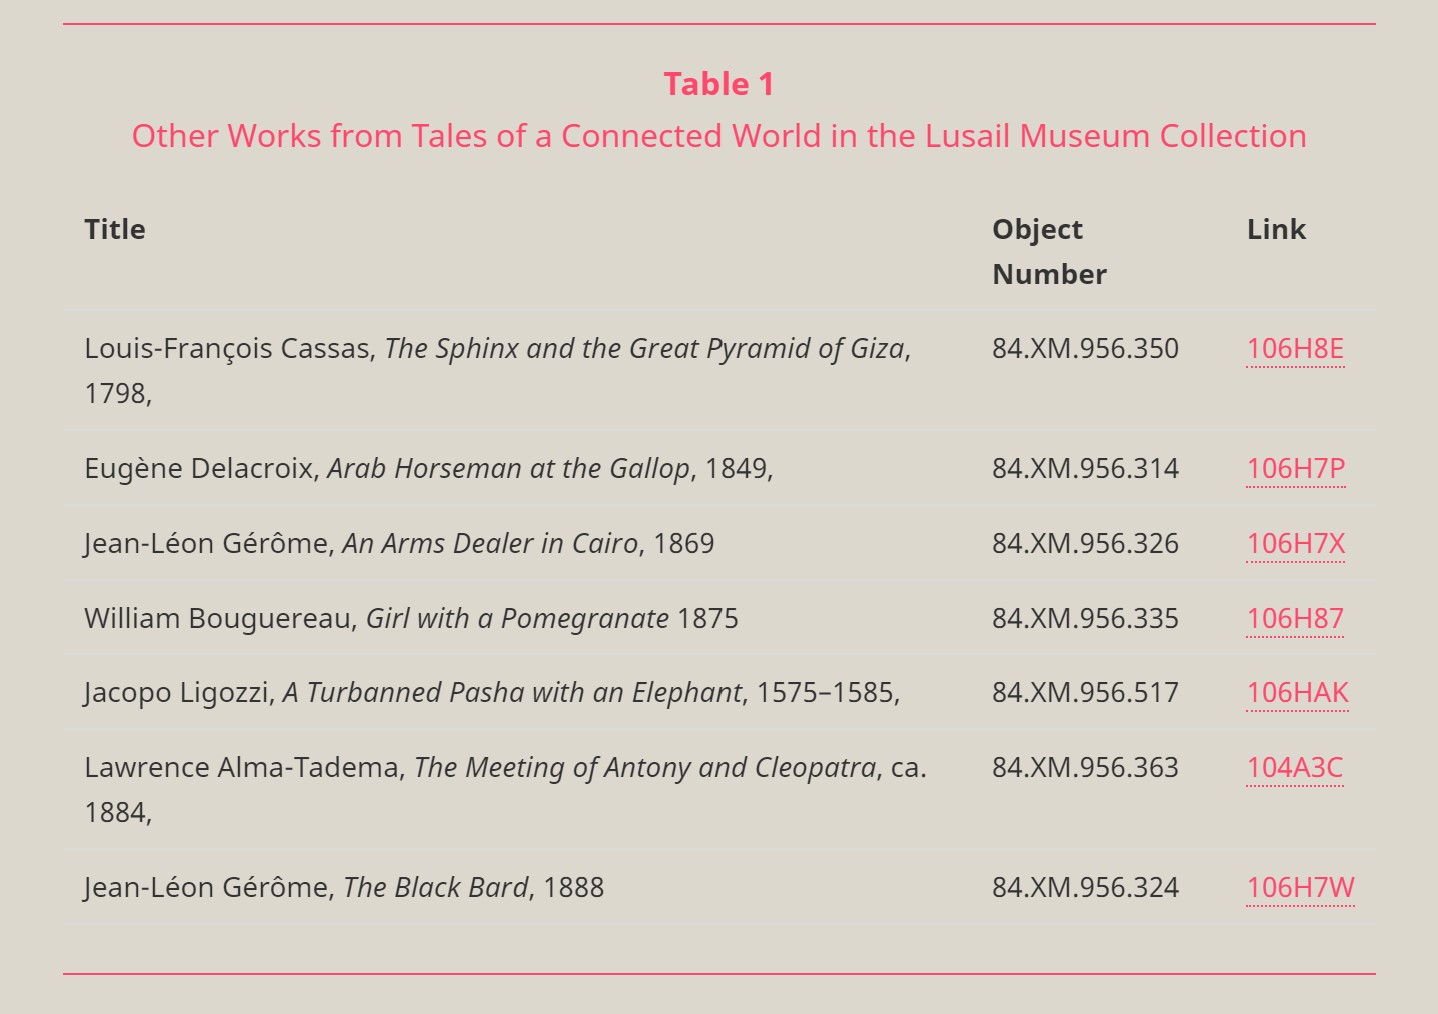 Table 1
Other Works from Tales of a Connected World in the Lusail Museum Collection
Title Object Number Link
Louis-François Cassas, The Sphinx and the Great Pyramid of Giza, 84.XM.956.350 106H8E
1798,
Eugène Delacroix, Arab Horseman at the Gallop, 1849, 84.XM.956.314 106H7P
Jean-Léon Gérôme, An Arms Dealer in Cairo, 1869 84.XM.956.326 106H7X
William Bouguereau, Girl with a Pomegranate 1875 84.XM.956.335 106H87
Jacopo Ligozzi, A Turbanned Pasha with an Elephant, 1575–1585, 84.XM.956.517 106HAK
Lawrence Alma-Tadema, The Meeting of Antony and Cleopatra, ca. 84.XM.956.363 104A3C
1884,
Jean-Léon Gérôme, The Black Bard, 1888 84.XM.956.324 106H7W